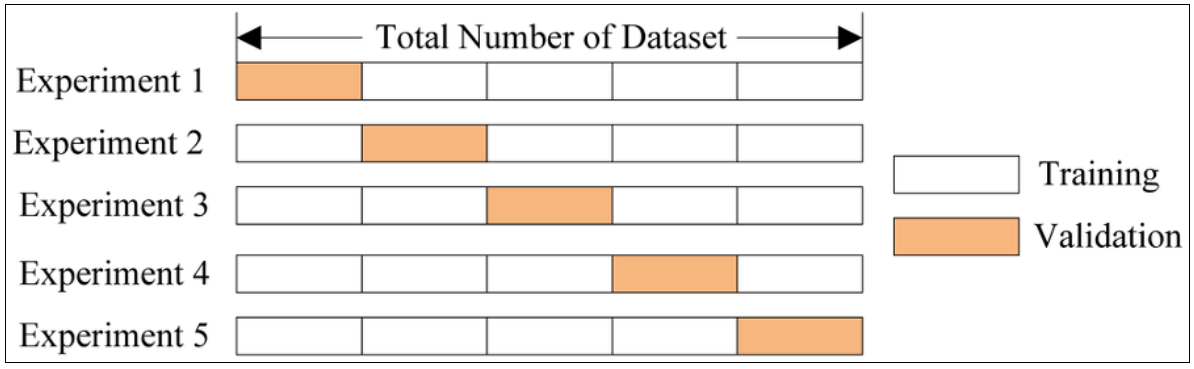 Total Number of Dataset
Experiment 1
Experiment 2
Experiment 3
Experiment 4
Experiment 5
Training
Validation